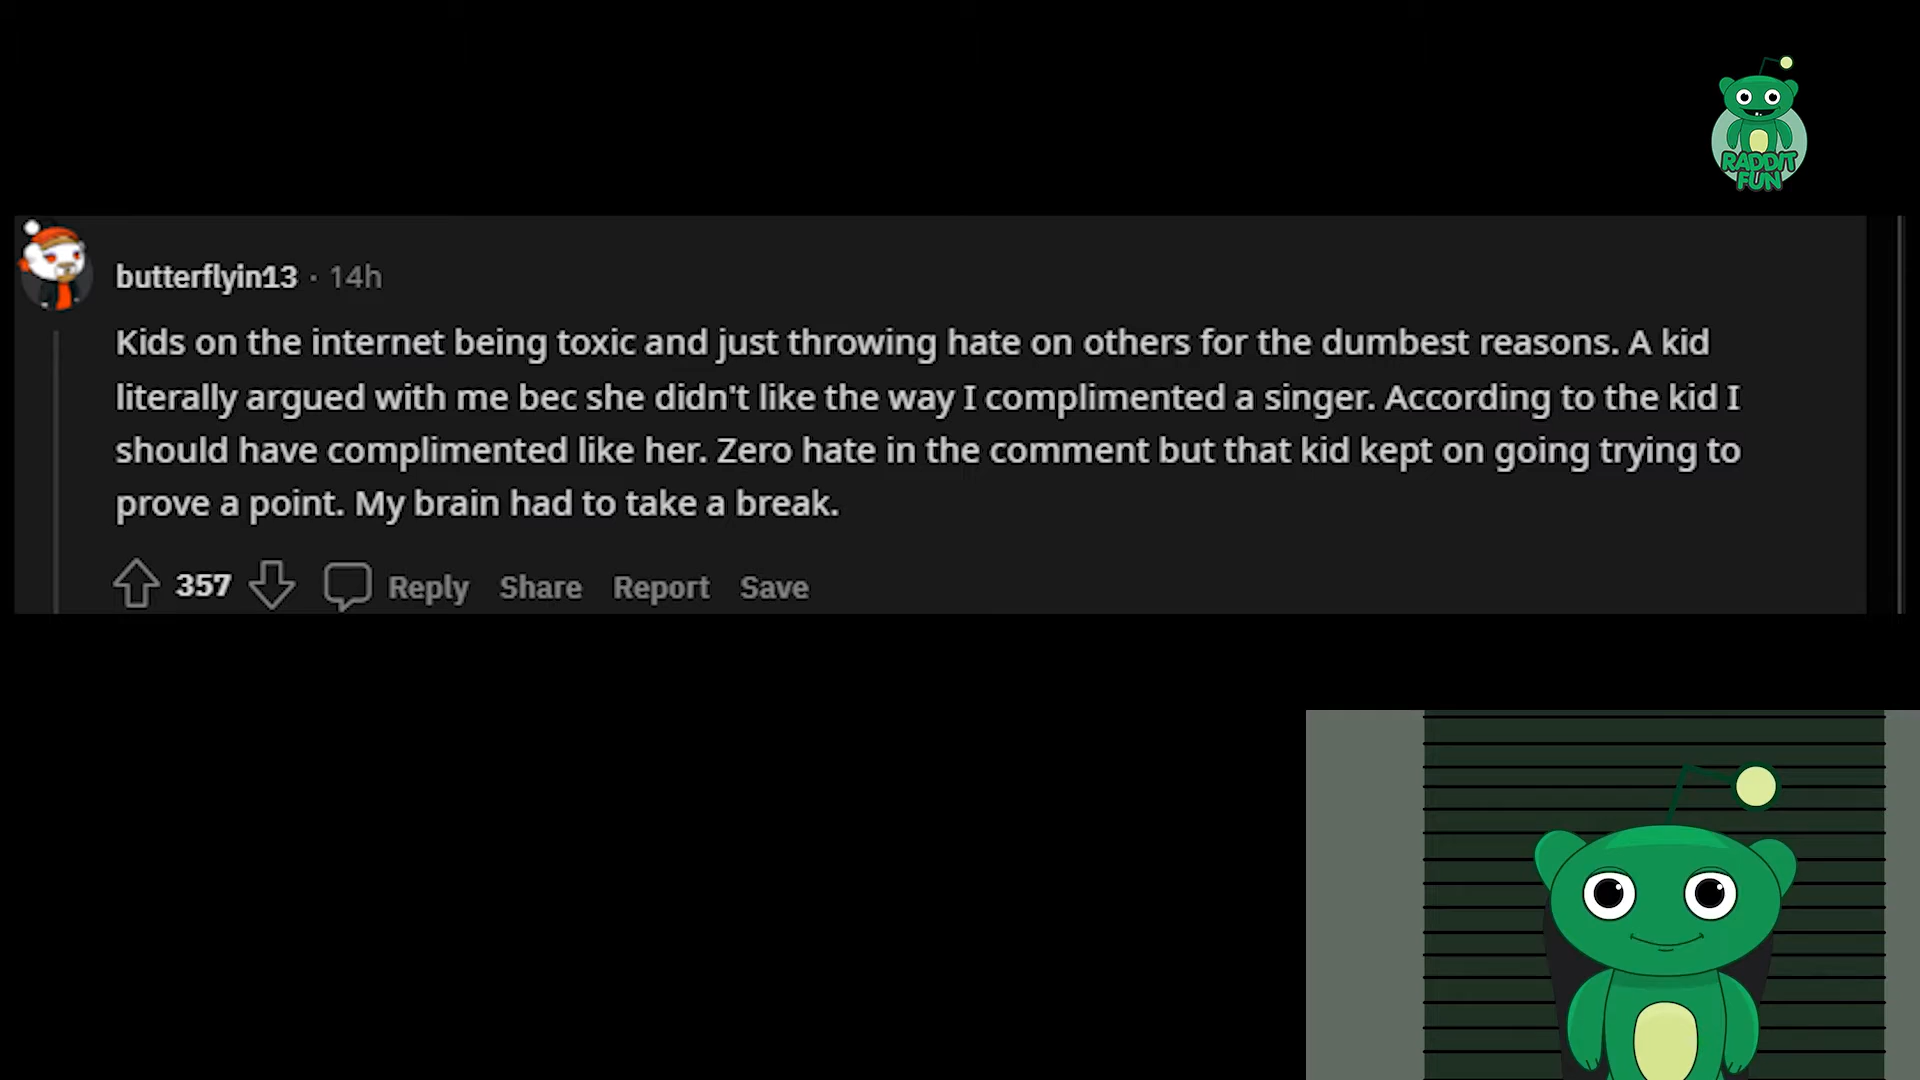 RADDIT
FUN
butterflyin13 · 14h
Kids on the internet being toxic and just throwing hate on others for the dumbest reasons. A kid
literally argued with me bec she didn't like the way I complimented a singer. According to the kid I
should have complimented like her. Zero hate in the comment but that kid kept on going trying to
prove a point. My brain had to take a break.
357 Reply Share Report Save